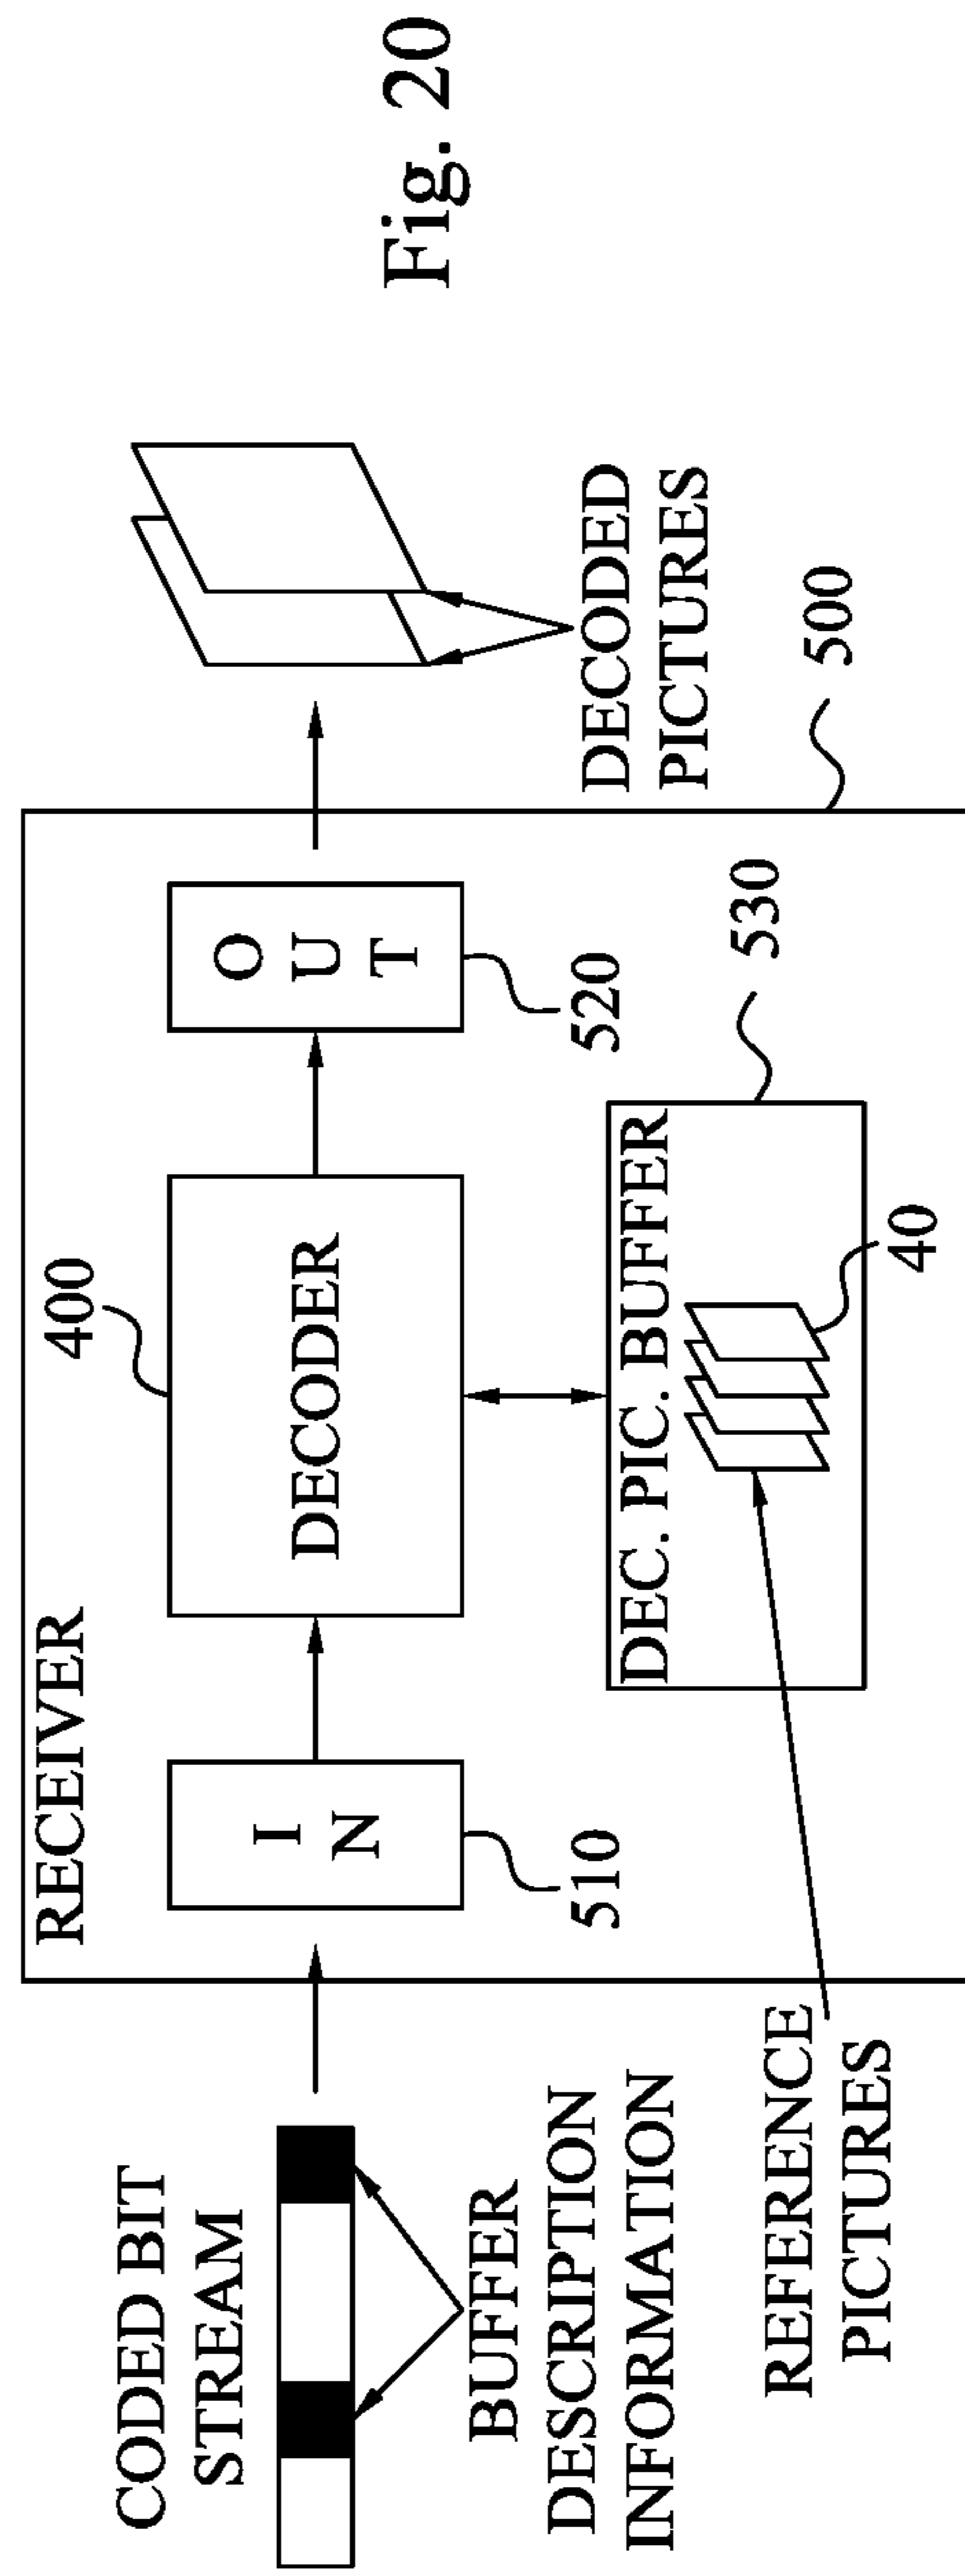 RECEIVER
CODED BIT
STREAM
400
I
N
DECODER
O
U
T
Fig. 20
BUFFER
DESCRIPTION
INFORMATION
510
520
DECODED
PICTURES
DEC. PIC. BUFFER
530
500
REFERENCE
PICTURES
40